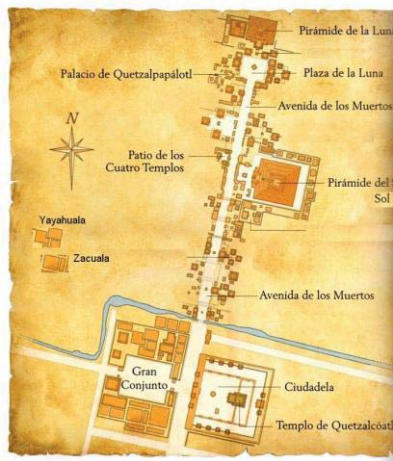 Pirámide de la Luna
Palacio de Quetzalpapálotl
Plaza de la Luna
Avenida de los Muertos
N
Patio de los
Cuatro Templos
Pirámide del
Sol
Yayahuala
Zacuala
Avenida de los Muertos
Gran
Conjunto
Ciudadela
Templo de Quetzalcóatl